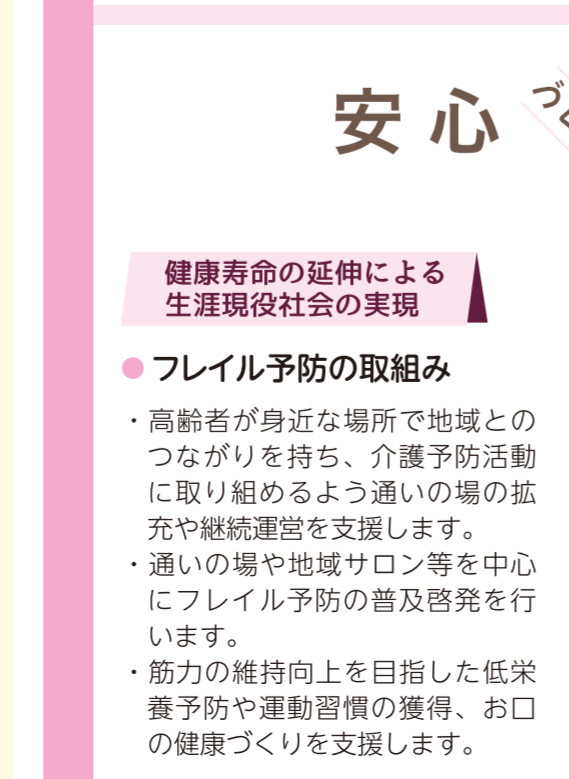 安心
づく
健康寿命の延伸による
生涯現役社会の実現
●フレイル予防の取組み
・高齢者が身近な場所で地域との
つながりを持ち、介護予防活動
に取り組めるよう通いの場の拡
充や継続運営を支援します。
・通いの場や地域サロン等を中心
にフレイル予防の普及啓発を行
います。
・筋力の維持向上を目指した低栄
養予防や運動習慣の獲得、お口
の健康づくりを支援します。